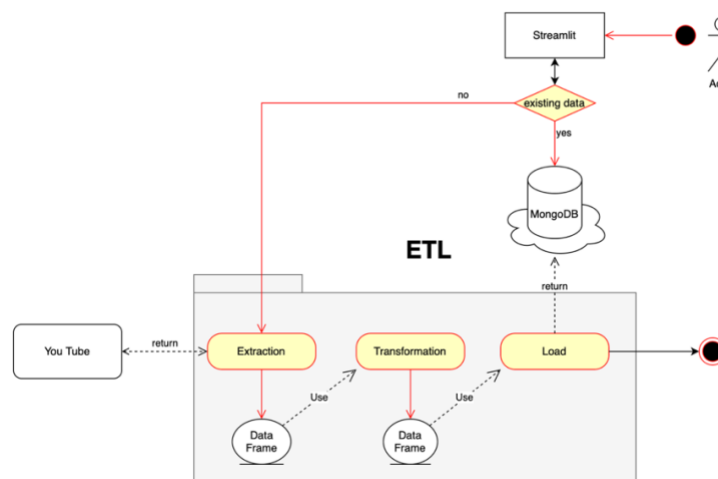 Streamlit
no
existing data
yes
MongoDB
ETL
return
You Tube
return
Extraction
Transformation
Load
Use
Use
Data
Frame
Data
Frame